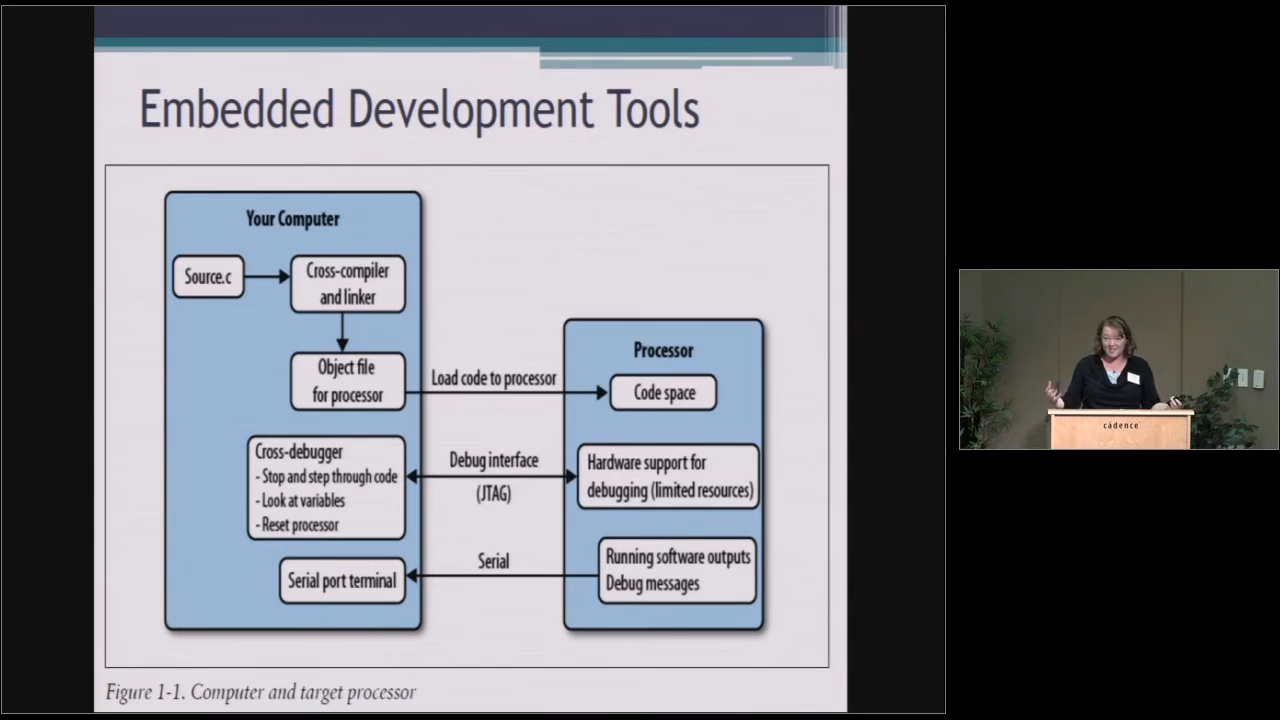 Embedded Development Tools
Your Computer
Source.c
Cross-compiler
and linker
Object file
for processor
Load code to processor
Processor
Code space
Cross-debugger
- Stop and step through code
- Look at variables
- Reset processor
Debug interface
(JTAG)
Hardware support for
debugging (limited resources)
Serial port terminal
Serial
Running software outputs
Debug messages
Figure 1-1. Computer and target processor
cādence